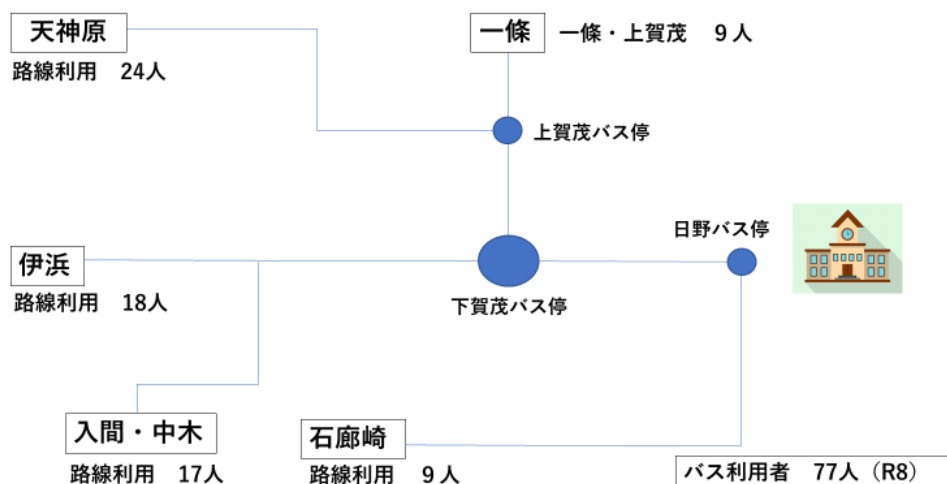 天神原
路線利用　24人
一條　一條・上賀茂　９人
上賀茂バス停
日野バス停
伊浜
路線利用　18人
下賀茂バス停
入間・中木
路線利用　17人
石廊崎
路線利用　９人
バス利用者　77人（R8）